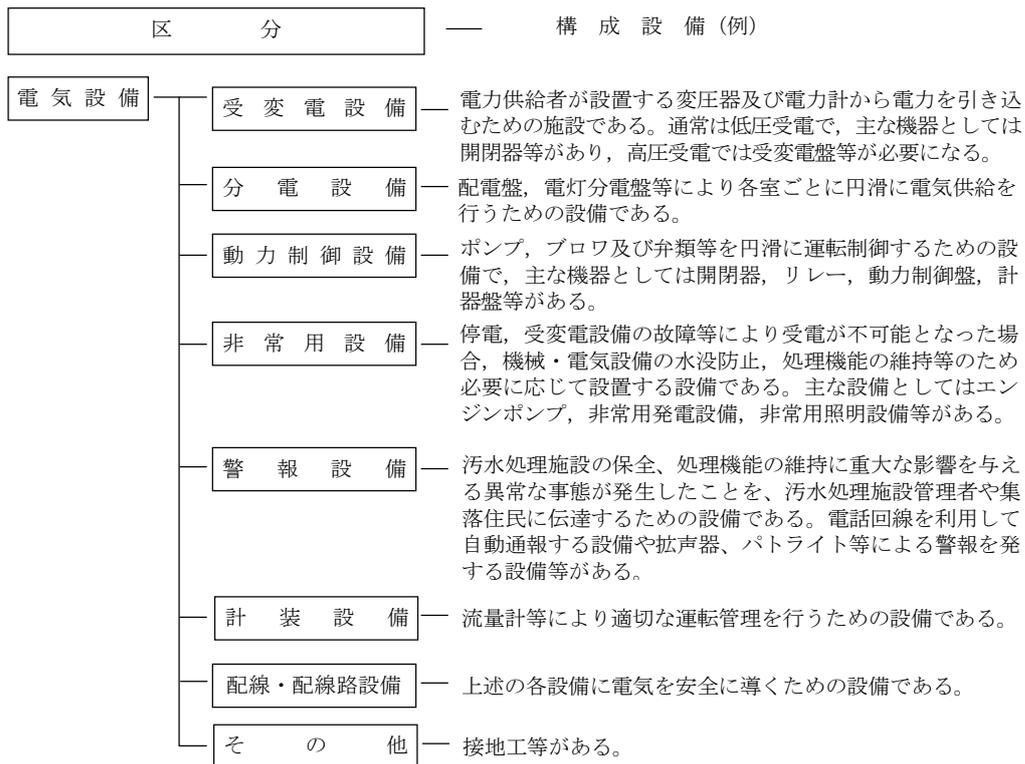 区分
構成設備(例)
電気設備
受変電設備
電力供給者が設置する変圧器及び電力計から電力を引き込
むための施設である。通常は低圧受電で，主な機器としては
開閉器等があり，高圧受電では受変電盤等が必要になる。
分電設備
配電盤，電灯分電盤等により各室ごとに円滑に電気供給を
行うための設備である。
動力制御設備
ポンプ，ブロワ及び弁類等を円滑に運転制御するための設
備で，主な機器としては開閉器，リレー，動力制御盤，計
器盤等がある。
非常用設備
停電，受変電設備の故障等により受電が不可能となった場
合，機械・電気設備の水没防止，処理機能の維持等のため
必要に応じて設置する設備である。主な設備としてはエン
ジンポンプ，非常用発電設備，非常用照明設備等がある。
警報設備
汚水処理施設の保全、処理機能の維持に重大な影響を与え
る異常な事態が発生したことを、汚水処理施設管理者や集
落住民に伝達するための設備である。電話回線を利用して
自動通報する設備や拡声器、パトライト等による警報を発
する設備等がある。
計装設備
流量計等により適切な運転管理を行うための設備である。
配線・配線路設備
上述の各設備に電気を安全に導くための設備である。
その他
接地工等がある。